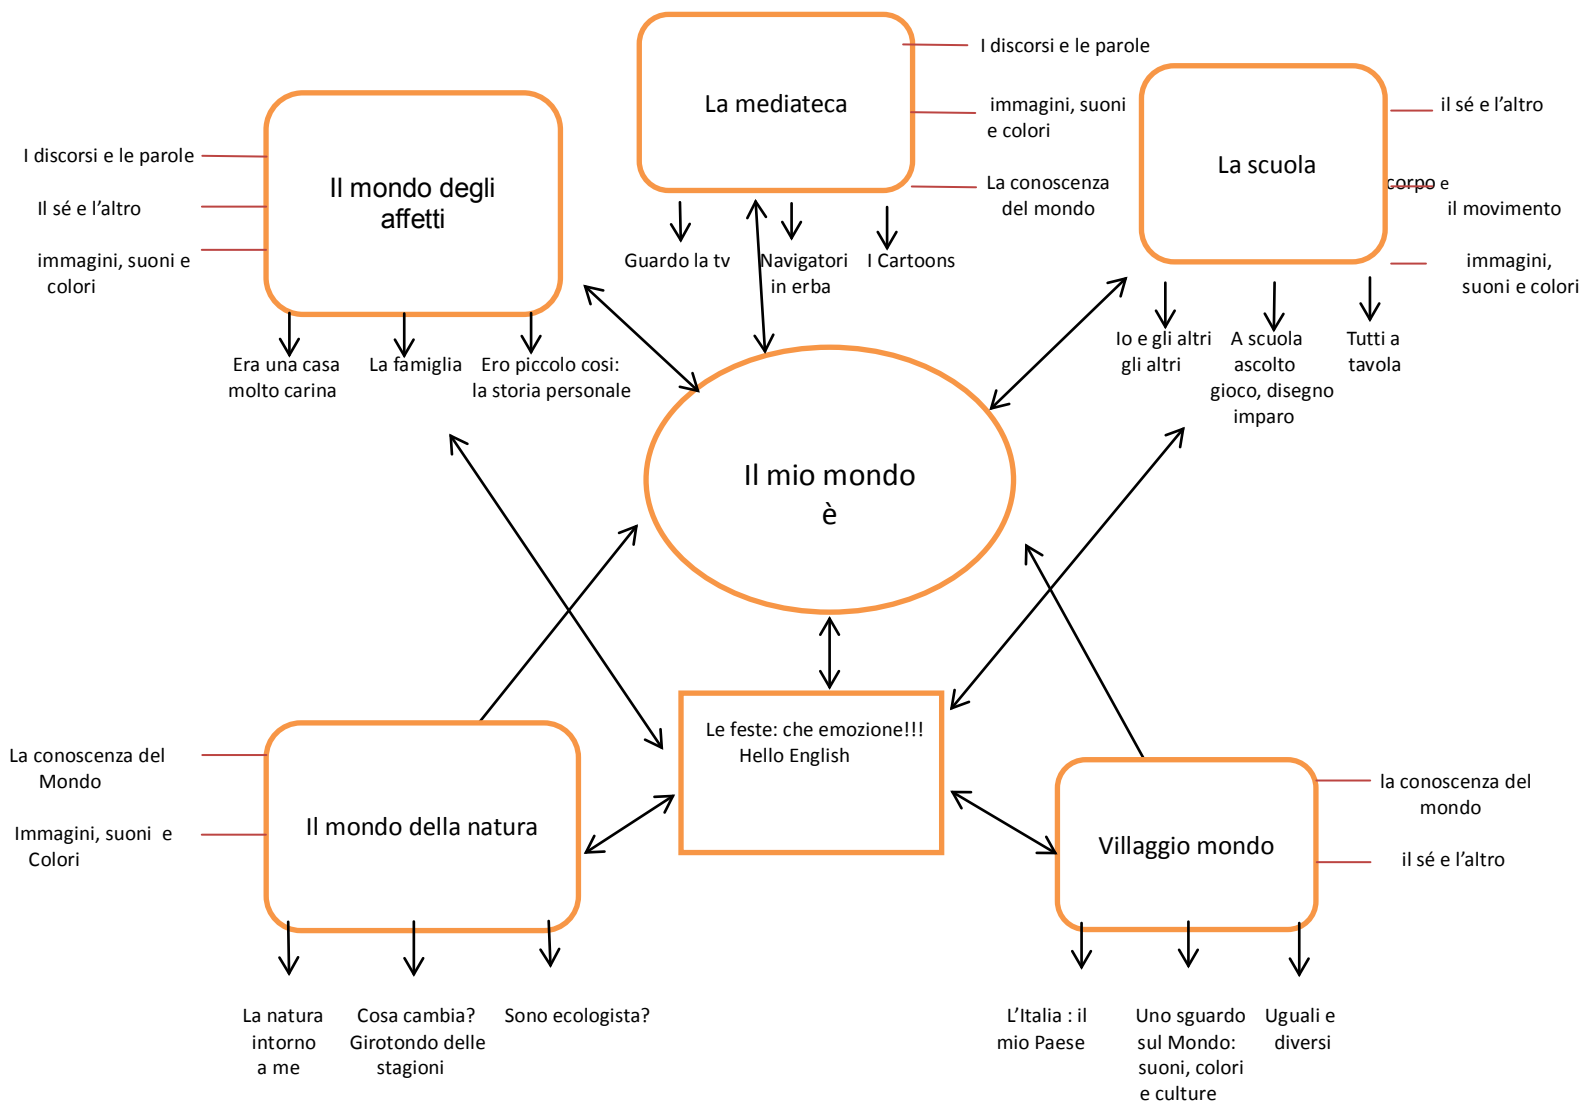 La mediateca
I discorsi e le parole
immagini, suoni
e colori
La conoscenza
del mondo
Guardo la tv
Navigatori
in erba
I Cartoons
Il mondo degli
affetti
I discorsi e le parole
Il sé e l'altro
immagini, suoni e
colori
Era una casa
molto carina
La famiglia
Ero piccolo cosi:
la storia personale
La scuola
il sé e l'altro
corpo e
il movimento
immagini,
suoni e colori
Io e gli altri
gli altri
A scuola
ascolto
gioco, disegno
imparo
Tutti a
tavola
Il mio mondo
è
Le feste: che emozione!!!
Hello English
Il mondo della natura
La conoscenza del
Mondo
Immagini, suoni e
Colori
La natura
intorno
a me
Cosa cambia?
Girotondo delle
stagioni
Sono ecologista?
Villaggio mondo
la conoscenza del
mondo
il sé e l'altro
L'Italia : il
mio Paese
Uno sguardo
sul Mondo:
suoni, colori
e culture
Uguali e
diversi